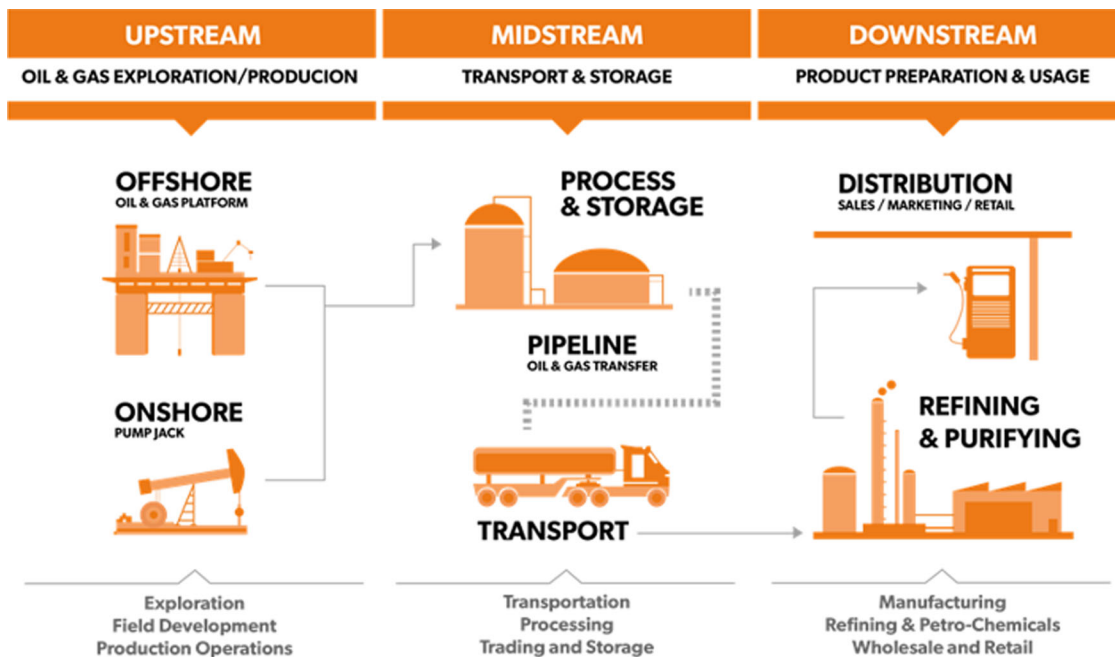 UPSTREAM
OIL & GAS EXPLORATION/PRODUCION
OFFSHORE
OIL & GAS PLATFORM
ONSHORE
PUMP JACK
Exploration
Field Development
Production Operations
MIDSTREAM
TRANSPORT & STORAGE
PROCESS
& STORAGE
PIPELINE
OIL & GAS TRANSFER
TRANSPORT
Transportation
Processing
Trading and Storage
DOWNSTREAM
PRODUCT PREPARATION & USAGE
DISTRIBUTION
SALES / MARKETING / RETAIL
REFINING
& PURIFYING
Manufacturing
Refining & Petro-Chemicals
Wholesale and Retail